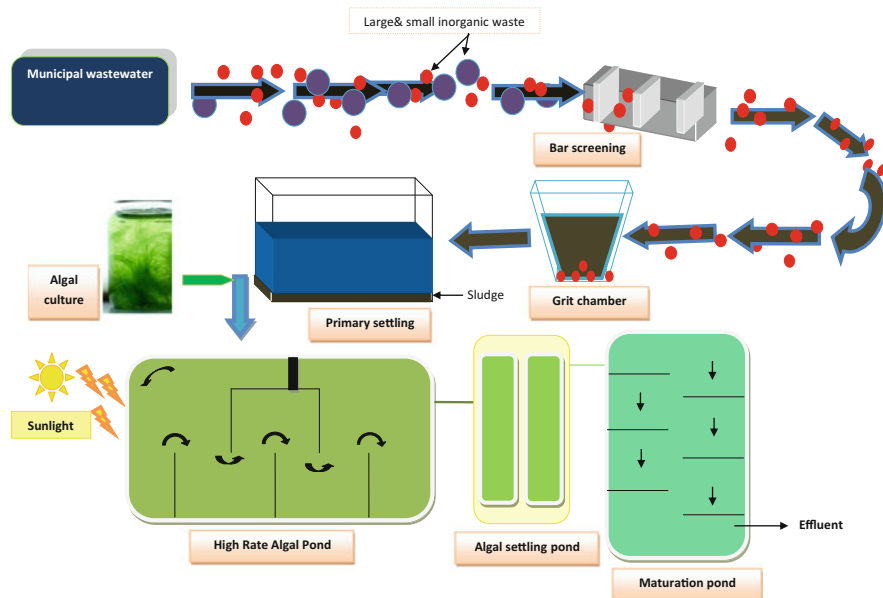 Large& small inorganic waste
Municipal wastewater
Bar screening
Algal
culture
Sludge
Primary settling
Grit chamber
Sunlight
High Rate Algal Pond
Algal settling pond
Effluent
Maturation pond